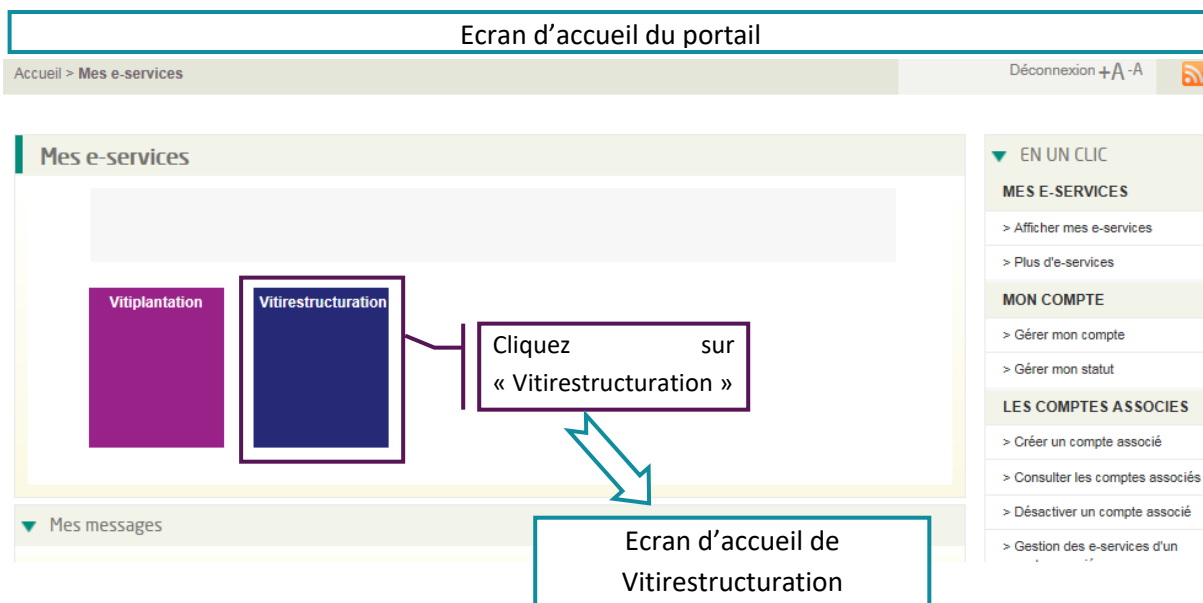 Ecran d’accueil du portail
Accueil > Mes e-services
Déconnexion +A -A
Mes e-services
Vitiplantation
Vitirestructuration
Cliquez sur
« Vitirestructuration »
Mes messages
Ecran d’accueil de
Vitirestructuration
EN UN CLIC
MES E-SERVICES
> Afficher mes e-services
> Plus d'e-services
MON COMPTE
> Gérer mon compte
> Gérer mon statut
LES COMPTES ASSOCIES
> Créer un compte associé
> Consulter les comptes associés
> Désactiver un compte associé
> Gestion des e-services d'un